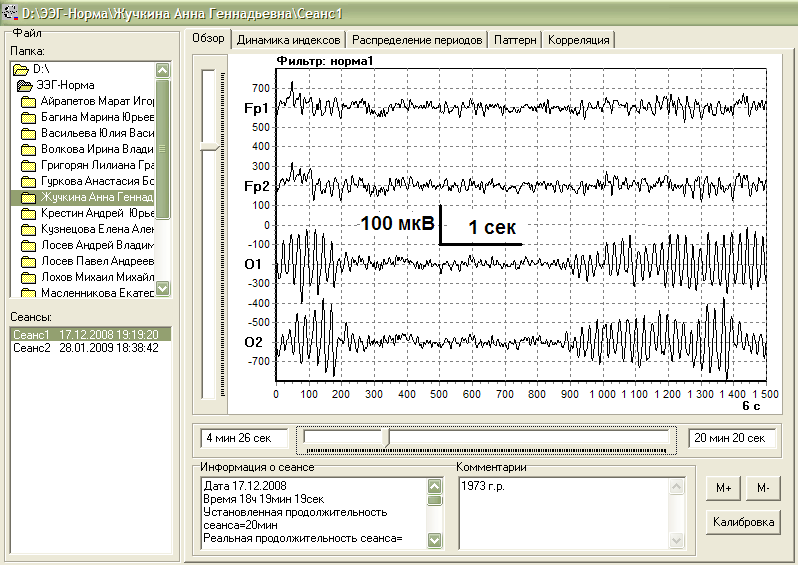 D:\ЭЭГ-Норма\Жучкина Анна Геннадьевна\Сеанс1
Файл
Папка:
D:\
ЭЭГ-Норма
Айрапетов Марат Игор
Багина Марина Юрьев
Васильева Юлия Васи
Волкова Ирина Влади
Григорян Лилиана Гра
Гуркова Анастасия Бо
Жучкина Анна Геннад
Крестин Андрей Юрье
Кузнецова Елена Ален
Лосев Андрей Владим
Лосев Павел Андреев
Лохов Михаил Михайл
Масленникова Екатер
Сеансы:
Сеанс1 17.12.2008 19:19:20
Сеанс2 28.01.2009 18:38:42
Обзор Динамика индексов Распределение периодов Паттерн Корреляция
Фильтр: норма1
700
Fp1
500
400
300
Fp2
100
0
-100
O1
-300
-400
-500
O2
-700
100 мкВ 1 сек
0 100 200 300 400 500 600 700 800 900 1 000 1 100 1 200 1 300 1 400 1 500
6 с
4 мин 26 сек
20 мин 20 сек
Информация о сеансе
Дата 17.12.2008
Время 18ч 19мин 19сек
Установленная продолжительность
сеанса=20мин
Реальная продолжительность сеанса=
Комментарии
1973 г.р.
M+ M-
Калибровка